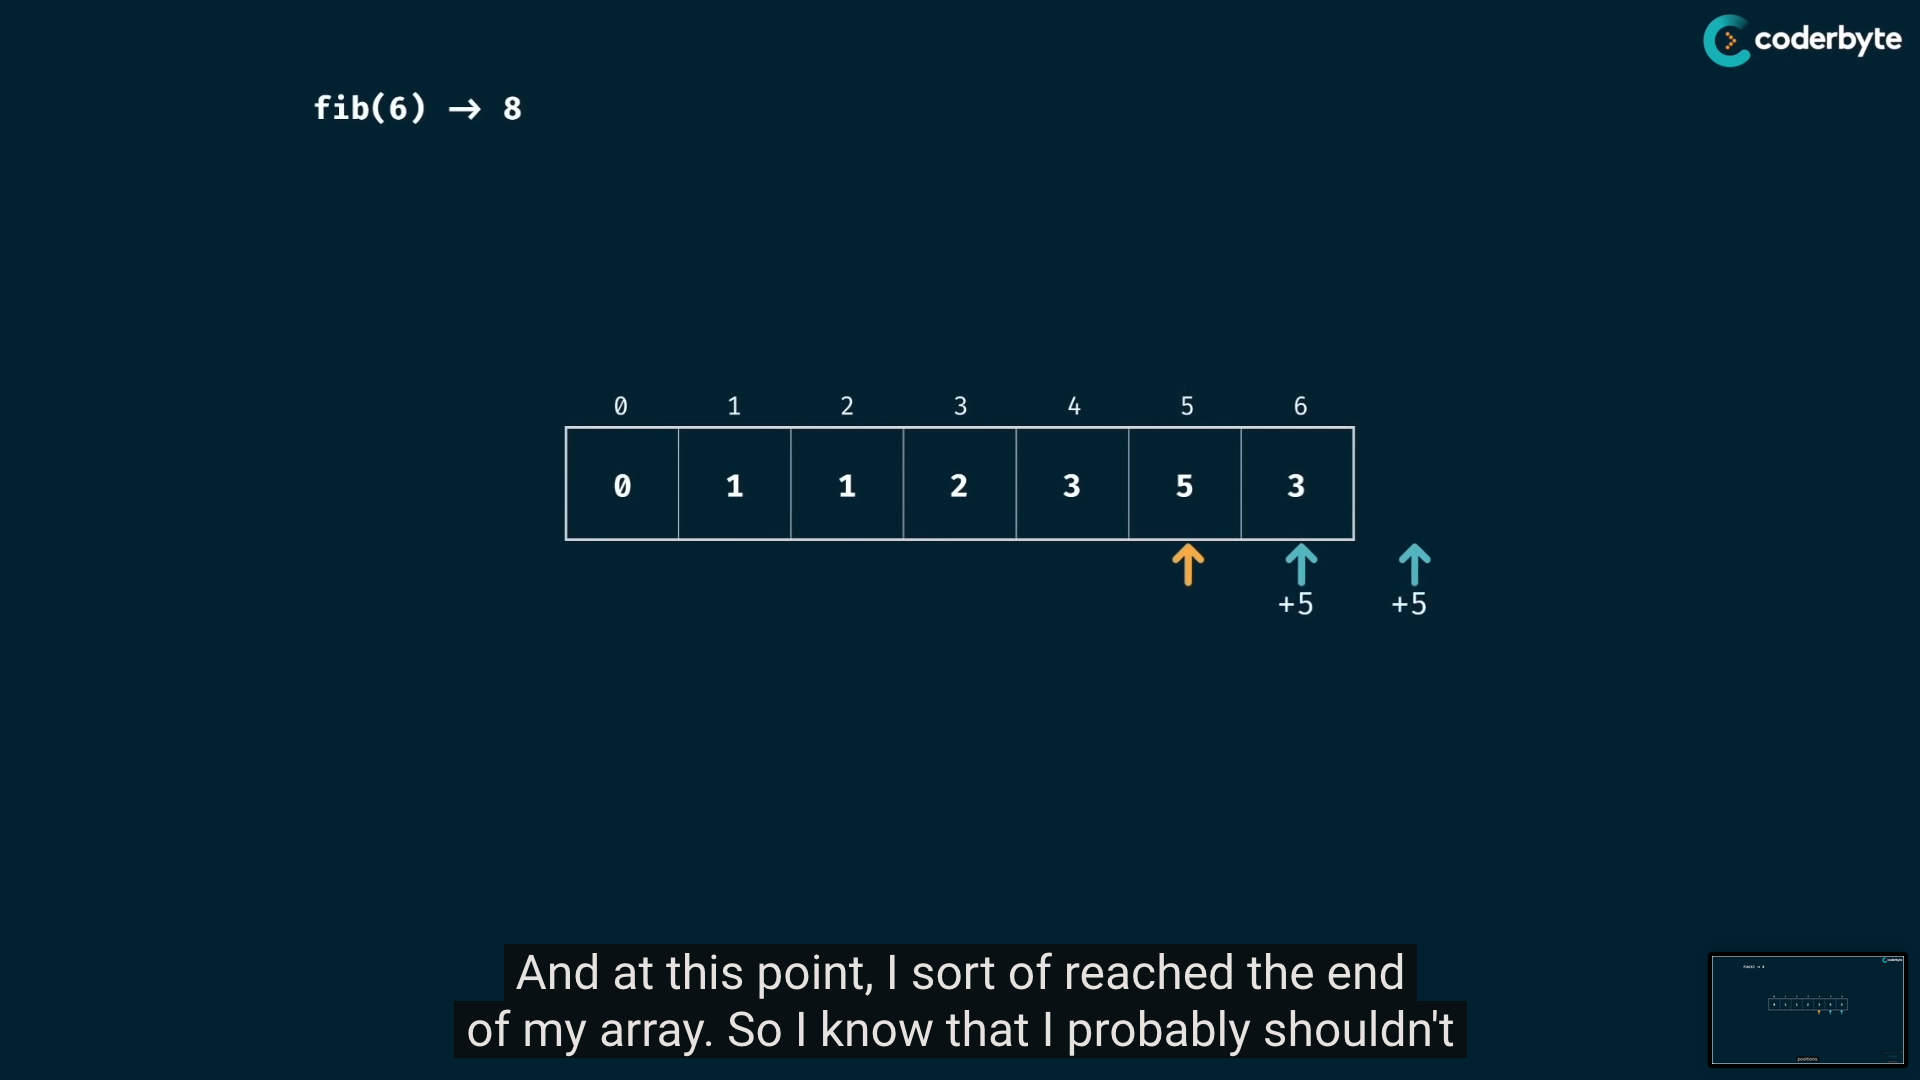 coderbyte
fib(6) → 8
0 1 2 3 4 5 6
0 1 1 2 3 5 3
+5 +5
And at this point, I sort of reached the end
of my array. So I know that I probably shouldn't
positions